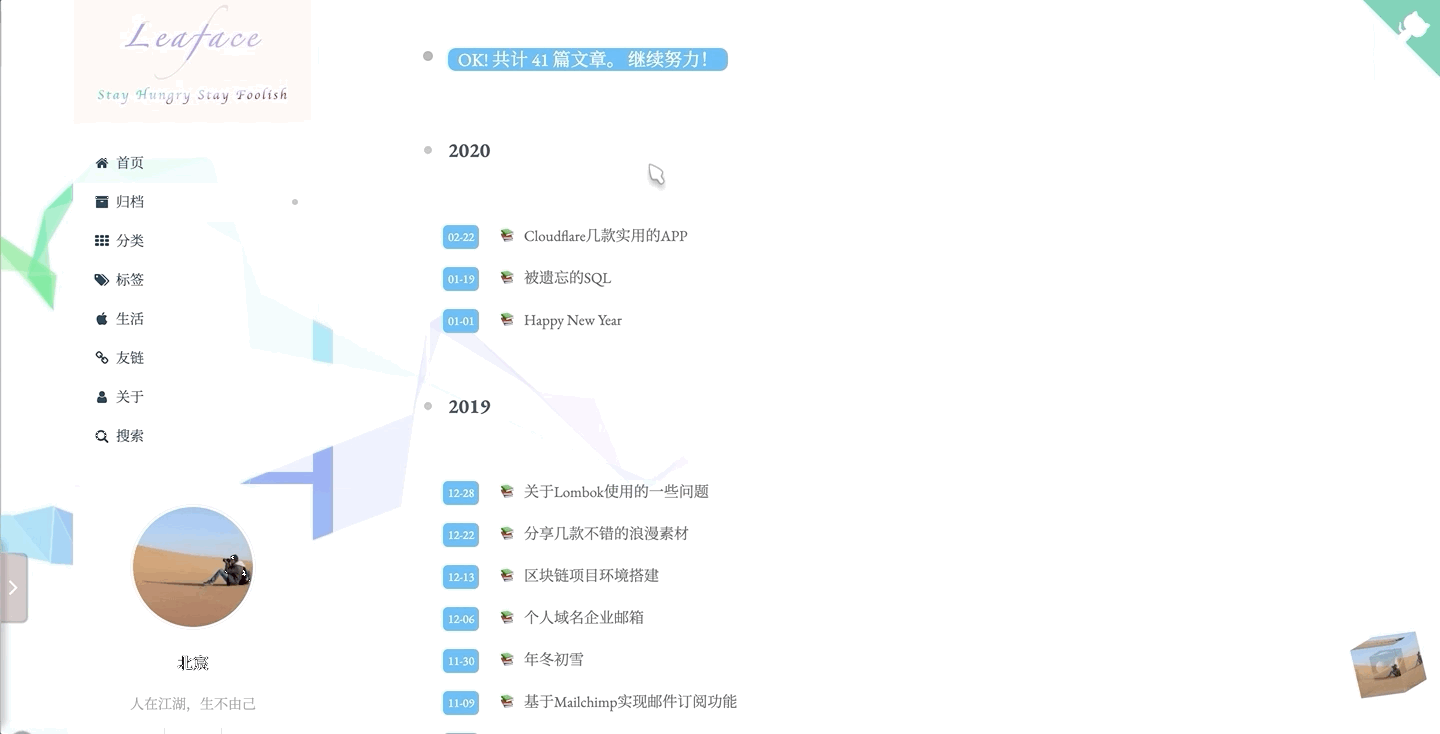 Leaface
Stay Hungry Stay Foolish
首页
归档
分类
标签
生活
友链
关于
搜索
北宸
人在江湖，生不由己
OK! 共计 41 篇文章。 继续努力！
2020
02-22 Cloudflare几款实用的APP
01-19 被遗忘的SQL
01-01 Happy New Year
2019
12-28 关于Lombok使用的一些问题
12-22 分享几款不错的浪漫素材
12-13 区块链项目环境搭建
12-06 个人域名企业邮箱
11-30 年冬初雪
11-09 基于Mailchimp实现邮件订阅功能